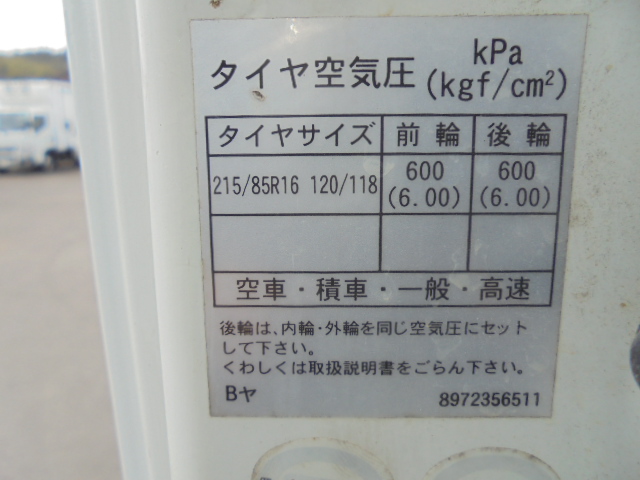 タイヤ空気圧 kPa
(kgf/cm²)
タイヤサイズ 前輪 後輪
215/85R16 120/118 600 600
(6.00) (6.00)
空車・積車・一般・高速
後輪は、内輪・外輪を同じ空気圧にセット
して下さい。
くわしくは取扱説明書をごらん下さい。
Bヤ 8972356511